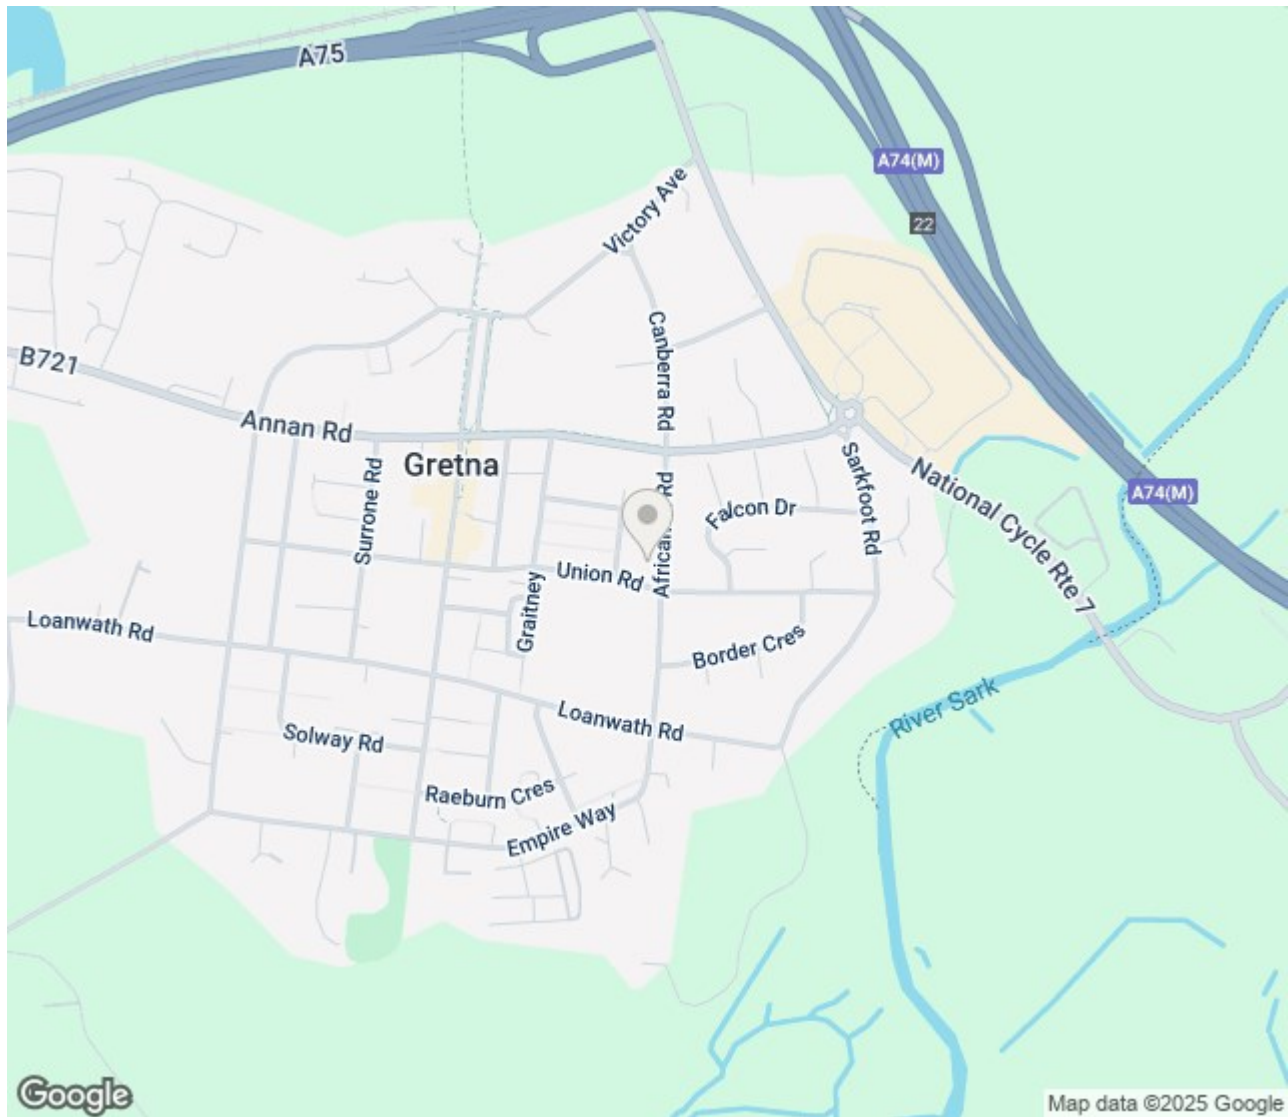 A75
A74(M)
22
Victory Ave
Canberra Rd
B721
Annan Rd
Gretna
Surrone Rd
African Rd
Falcon Dr
Sarkfoot Rd
National Cycle Rte 7
A74(M)
Union Rd
Graitney
Loanwath Rd
Border Cres
River Sark
Loanwath Rd
Solway Rd
Raeburn Cres
Empire Way
Google
Map data ©2025 Google